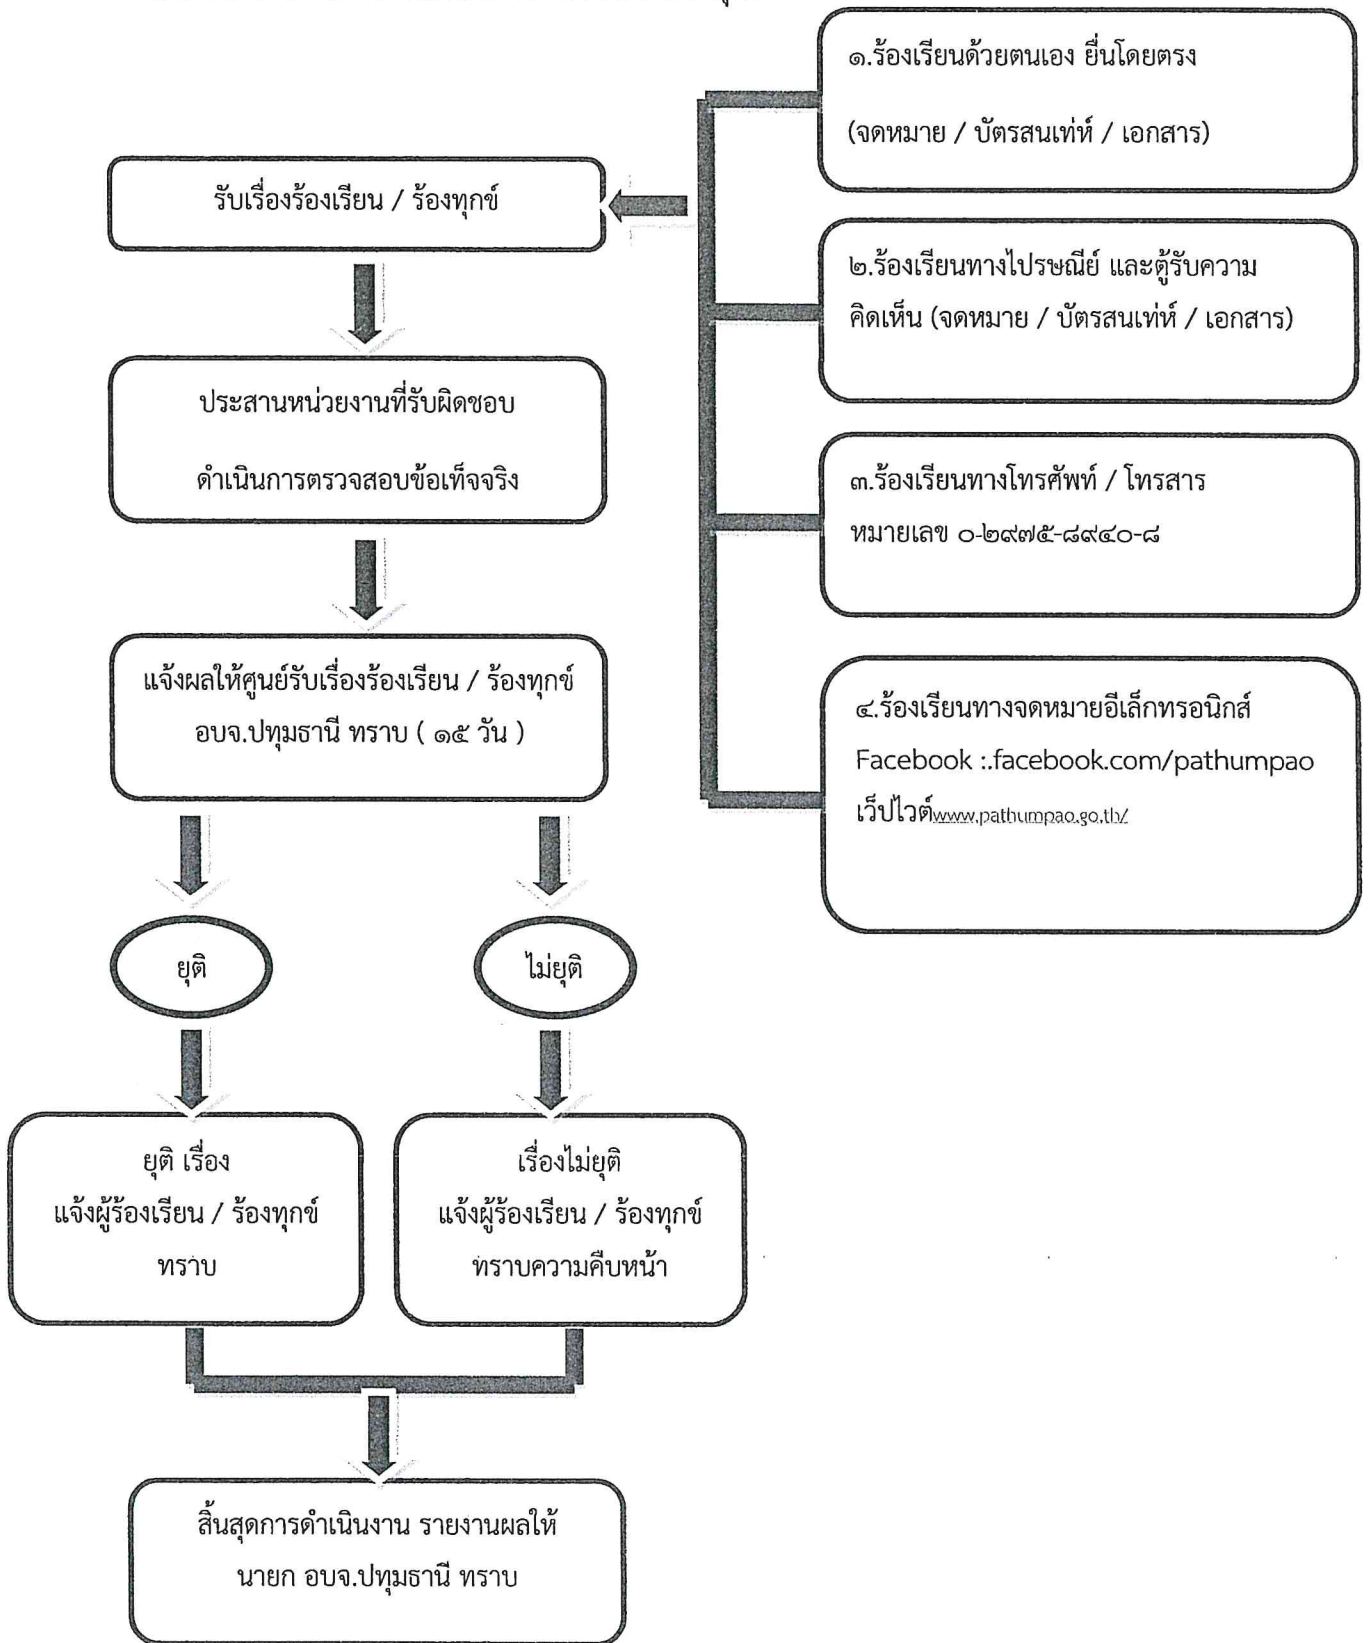 ๑.ร้องเรียนด้วยตนเอง ยื่นโดยตรง
(จดหมาย / บัตรสนเท่ห์ / เอกสาร)
รับเรื่องร้องเรียน / ร้องทุกข์
๒.ร้องเรียนทางไปรษณีย์ และตู้รับความ
คิดเห็น (จดหมาย / บัตรสนเท่ห์ / เอกสาร)
ประสานหน่วยงานที่รับผิดชอบ
ดำเนินการตรวจสอบข้อเท็จจริง
๓.ร้องเรียนทางโทรศัพท์ / โทรสาร
หมายเลข ๐-๒๙๗๕-๘๙๔๐-๘
แจ้งผลให้ศูนย์รับเรื่องร้องเรียน / ร้องทุกข์
อบจ.ปทุมธานี ทราบ ( ๑๕ วัน )
๔.ร้องเรียนทางจดหมายอีเล็กทรอนิกส์
Facebook :.facebook.com/pathumpao
เว็ปไวต์www.pathumpao.go.th/
ยุติ
ไม่ยุติ
ยุติ เรื่อง
แจ้งผู้ร้องเรียน / ร้องทุกข์
ทราบ
เรื่องไม่ยุติ
แจ้งผู้ร้องเรียน / ร้องทุกข์
ทราบความคืบหน้า
สิ้นสุดการดำเนินงาน รายงานผลให้
นายก อบจ.ปทุมธานี ทราบ